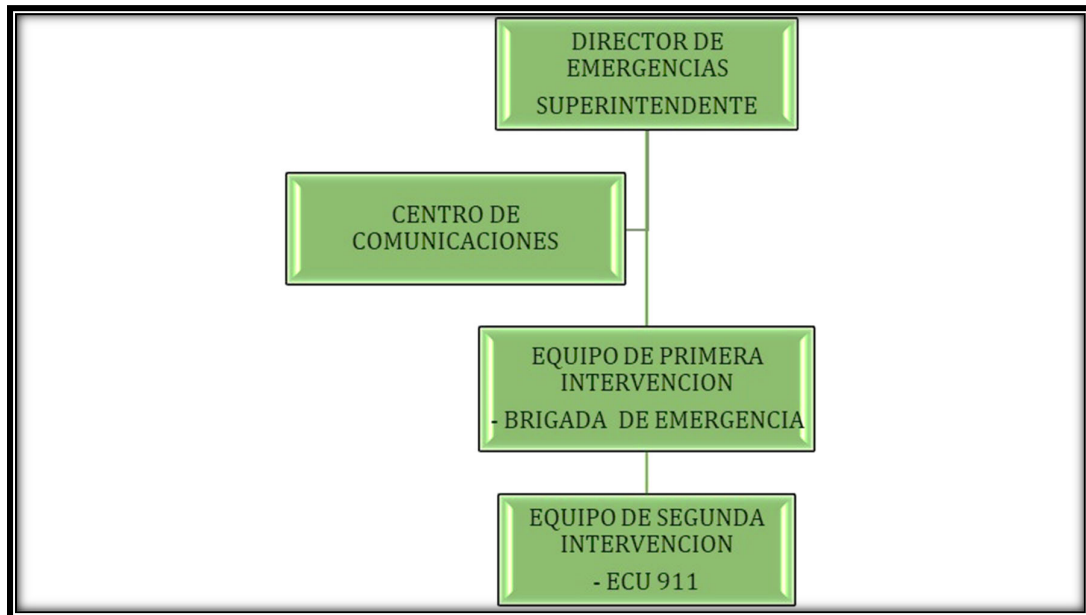 DIRECTOR DE
EMERGENCIAS
SUPERINTENDENTE
CENTRO DE
COMUNICACIONES
EQUIPO DE PRIMERA
INTERVENCION
- BRIGADA DE EMERGENCIA
EQUIPO DE SEGUNDA
INTERVENCION
- ECU 911